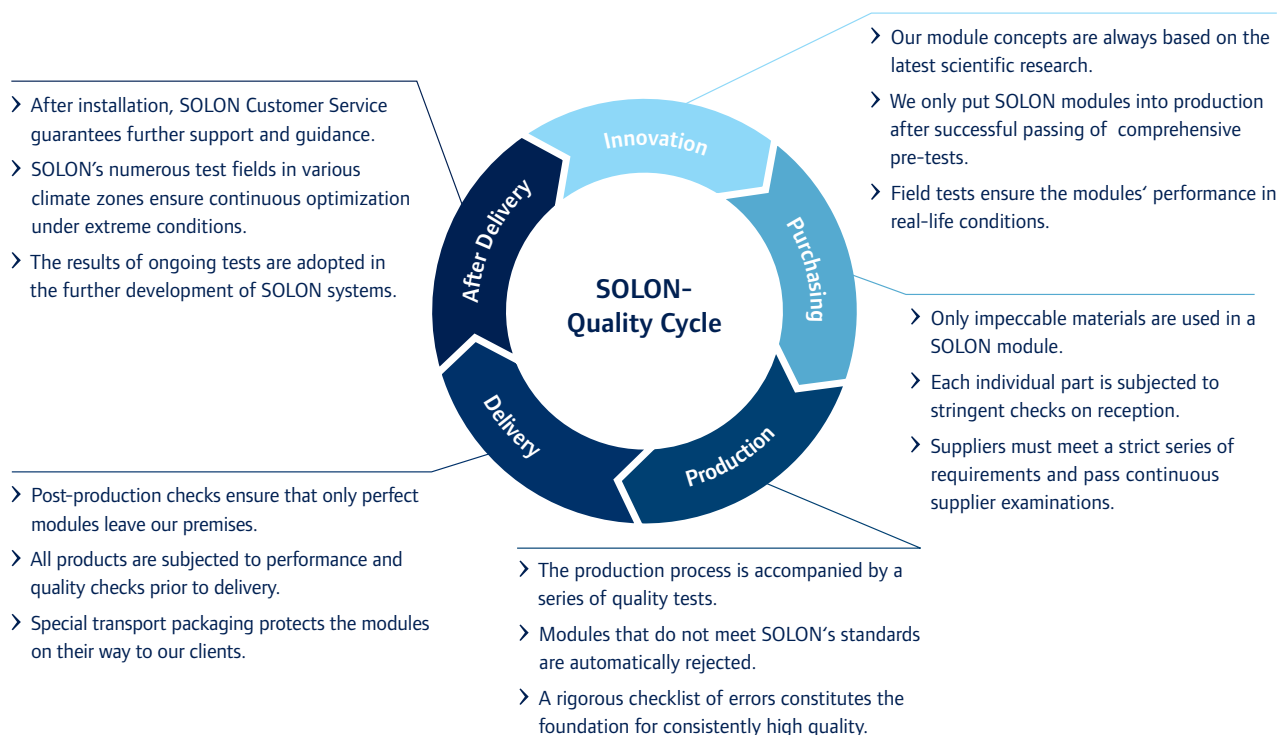 Innovation
Purchasing
Production
Delivery
After Delivery
SOLON-
Quality Cycle
› Our module concepts are always based on the
latest scientific research.
› We only put SOLON modules into production
after successful passing of comprehensive
pre-tests.
› Field tests ensure the modules‘ performance in
real-life conditions.
› Only impeccable materials are used in a
SOLON module.
› Each individual part is subjected to
stringent checks on reception.
› Suppliers must meet a strict series of
requirements and pass continuous
supplier examinations.
› The production process is accompanied by a
series of quality tests.
› Modules that do not meet SOLON’s standards
are automatically rejected.
› A rigorous checklist of errors constitutes the
foundation for consistently high quality.
› Post-production checks ensure that only perfect
modules leave our premises.
› All products are subjected to performance and
quality checks prior to delivery.
› Special transport packaging protects the modules
on their way to our clients.
› After installation, SOLON Customer Service
guarantees further support and guidance.
› SOLON’s numerous test fields in various
climate zones ensure continuous optimization
under extreme conditions.
› The results of ongoing tests are adopted in
the further development of SOLON systems.